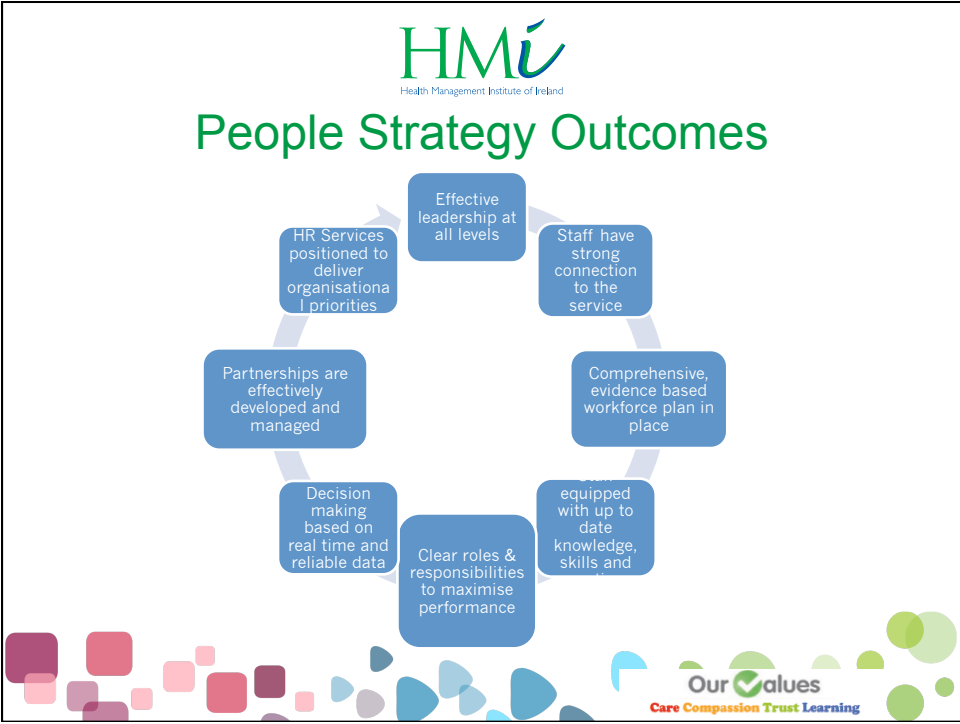 HMi
Health Management Institute of Ireland
People Strategy Outcomes
Effective
leadership at
all levels
Staff have
strong
connection
to the
service
Comprehensive,
evidence based
workforce plan in
place
equipped
with up to
date
knowledge,
skills and
Clear roles &
responsibilities
to maximise
performance
Decision
making
based on
real time and
reliable data
Partnerships are
effectively
developed and
managed
HR Services
positioned to
deliver
organisationa
l priorities
Our Values
Care Compassion Trust Learning